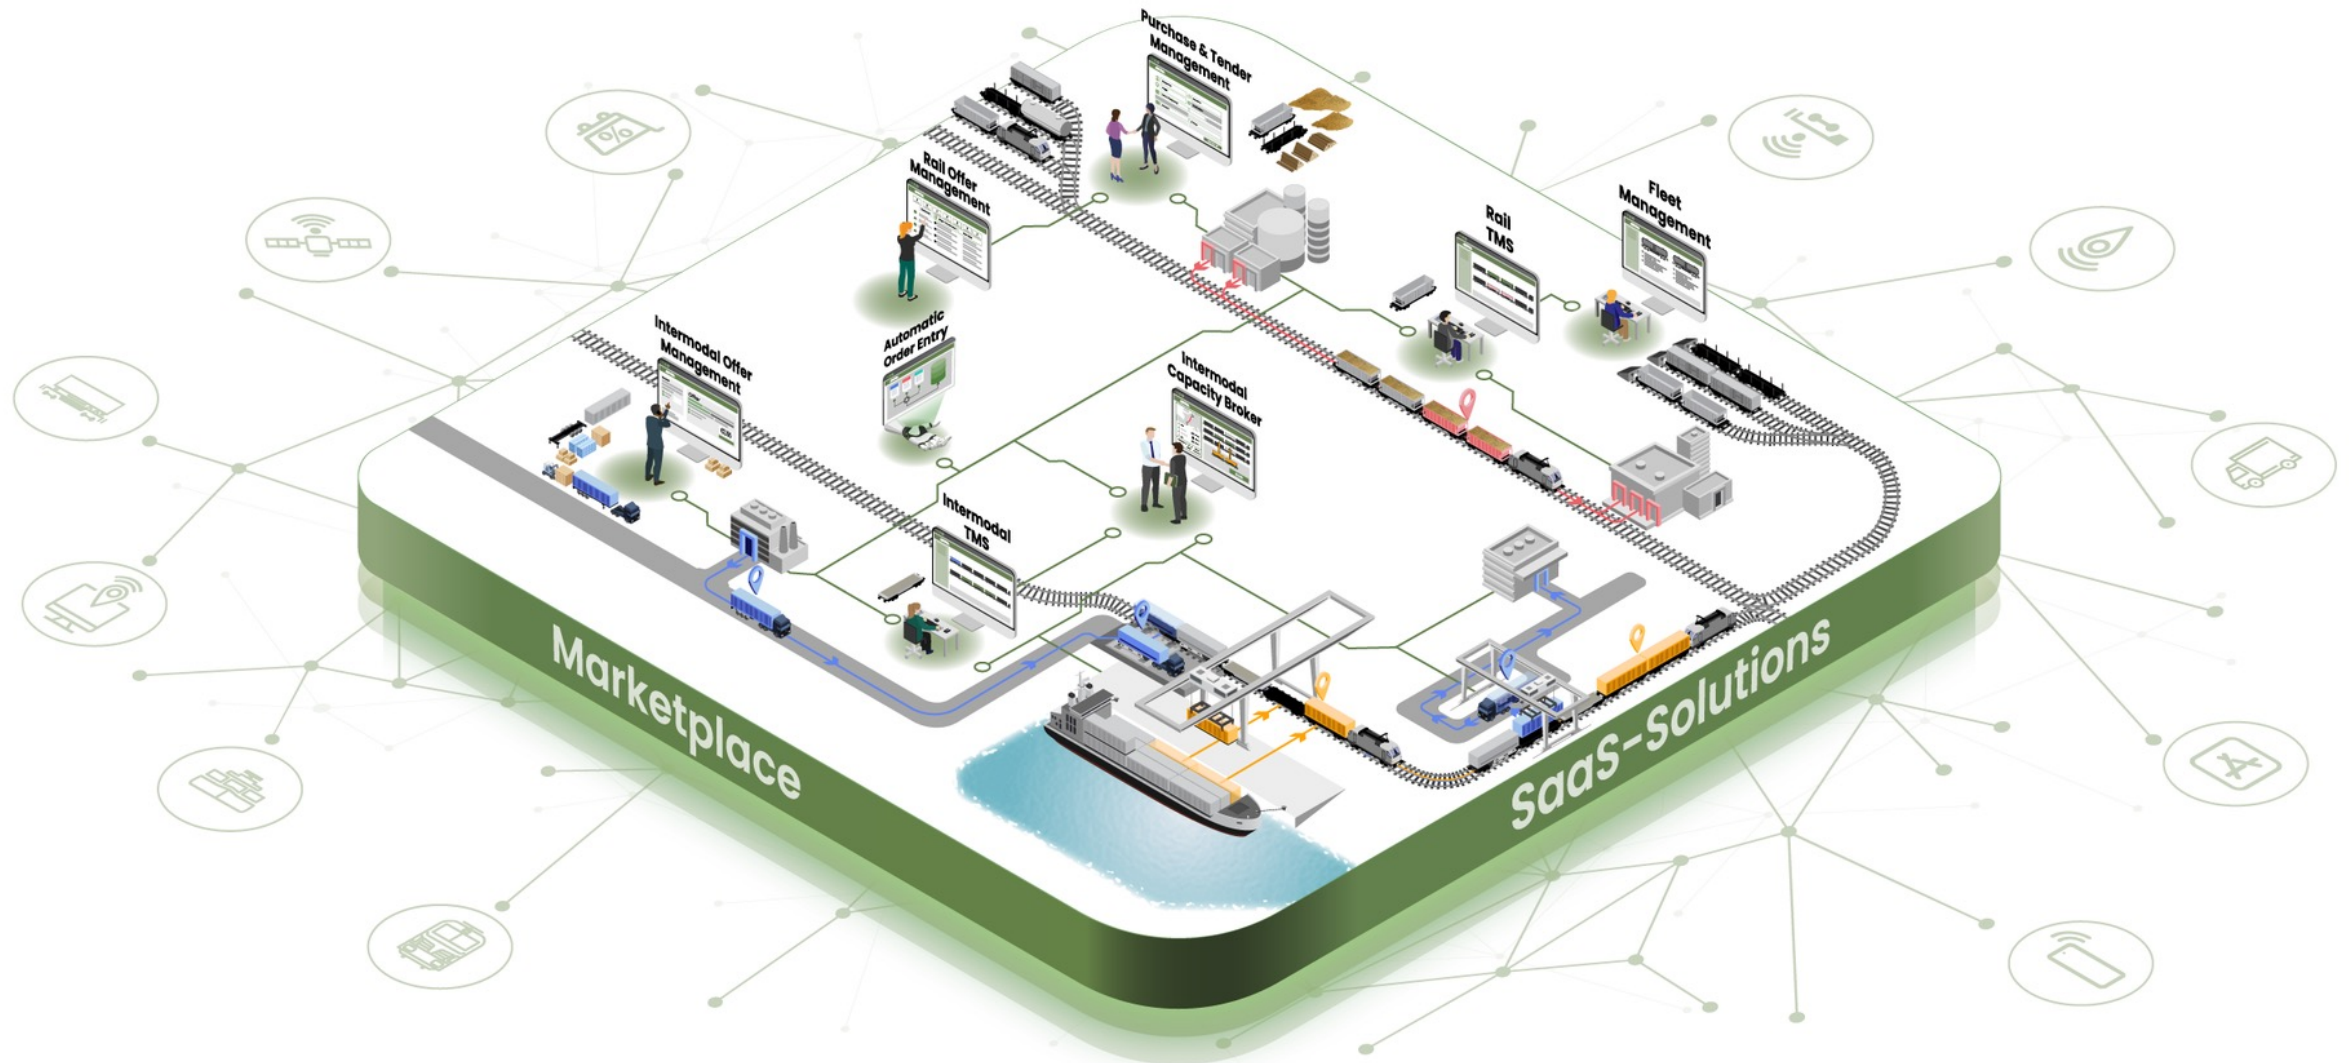 Purchase & Tender
Management
Rail Offer
Management
Rail
TMS
Fleet
Management
Intermodal Offer
Management
Automatic
Order Entry
Intermodal
Capacity Broker
Intermodal
TMS
Offer
%
Marketplace
SaaS-Solutions